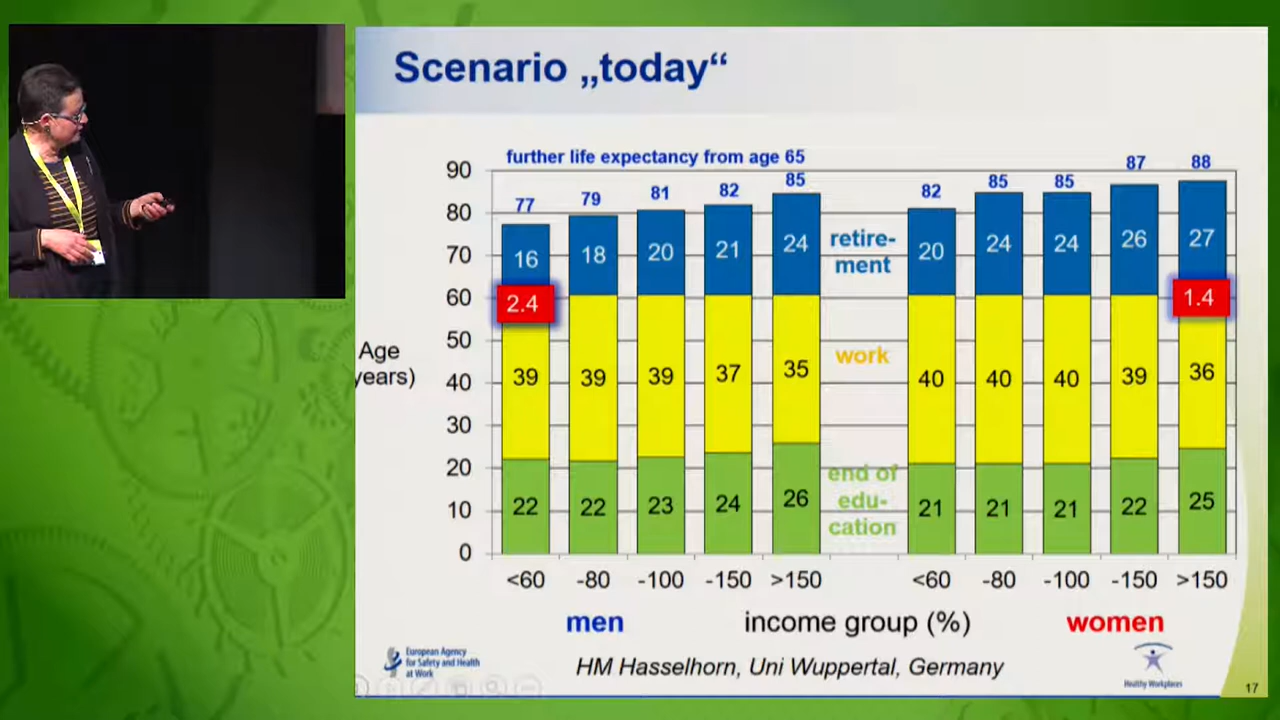 Scenario „today“
further life expectancy from age 65
90
80
70
60
50
40
30
20
10
0
Age
years)
77 79 81 82 85 82 85 85 87 88
16 18 20 21 24 20 24 24 26 27
retire-
ment
2.4 1.4
work
39 39 39 37 35 40 40 40 39 36
end of
edu-
cation
22 22 23 24 26 21 21 21 22 25
<60 -80 -100 -150 >150 <60 -80 -100 -150 >150
men income group (%) women
European Agency
for Safety and Health
at Work
HM Hasselhorn, Uni Wuppertal, Germany
Healthy Workplaces
17